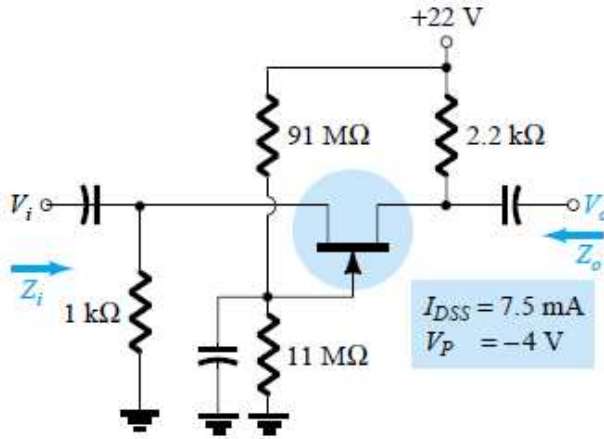 +22 V
91 MΩ
2.2 kΩ
Vi
Vo
Zi
Zo
1 kΩ
11 MΩ
IDSS = 7.5 mA
VP = −4 V